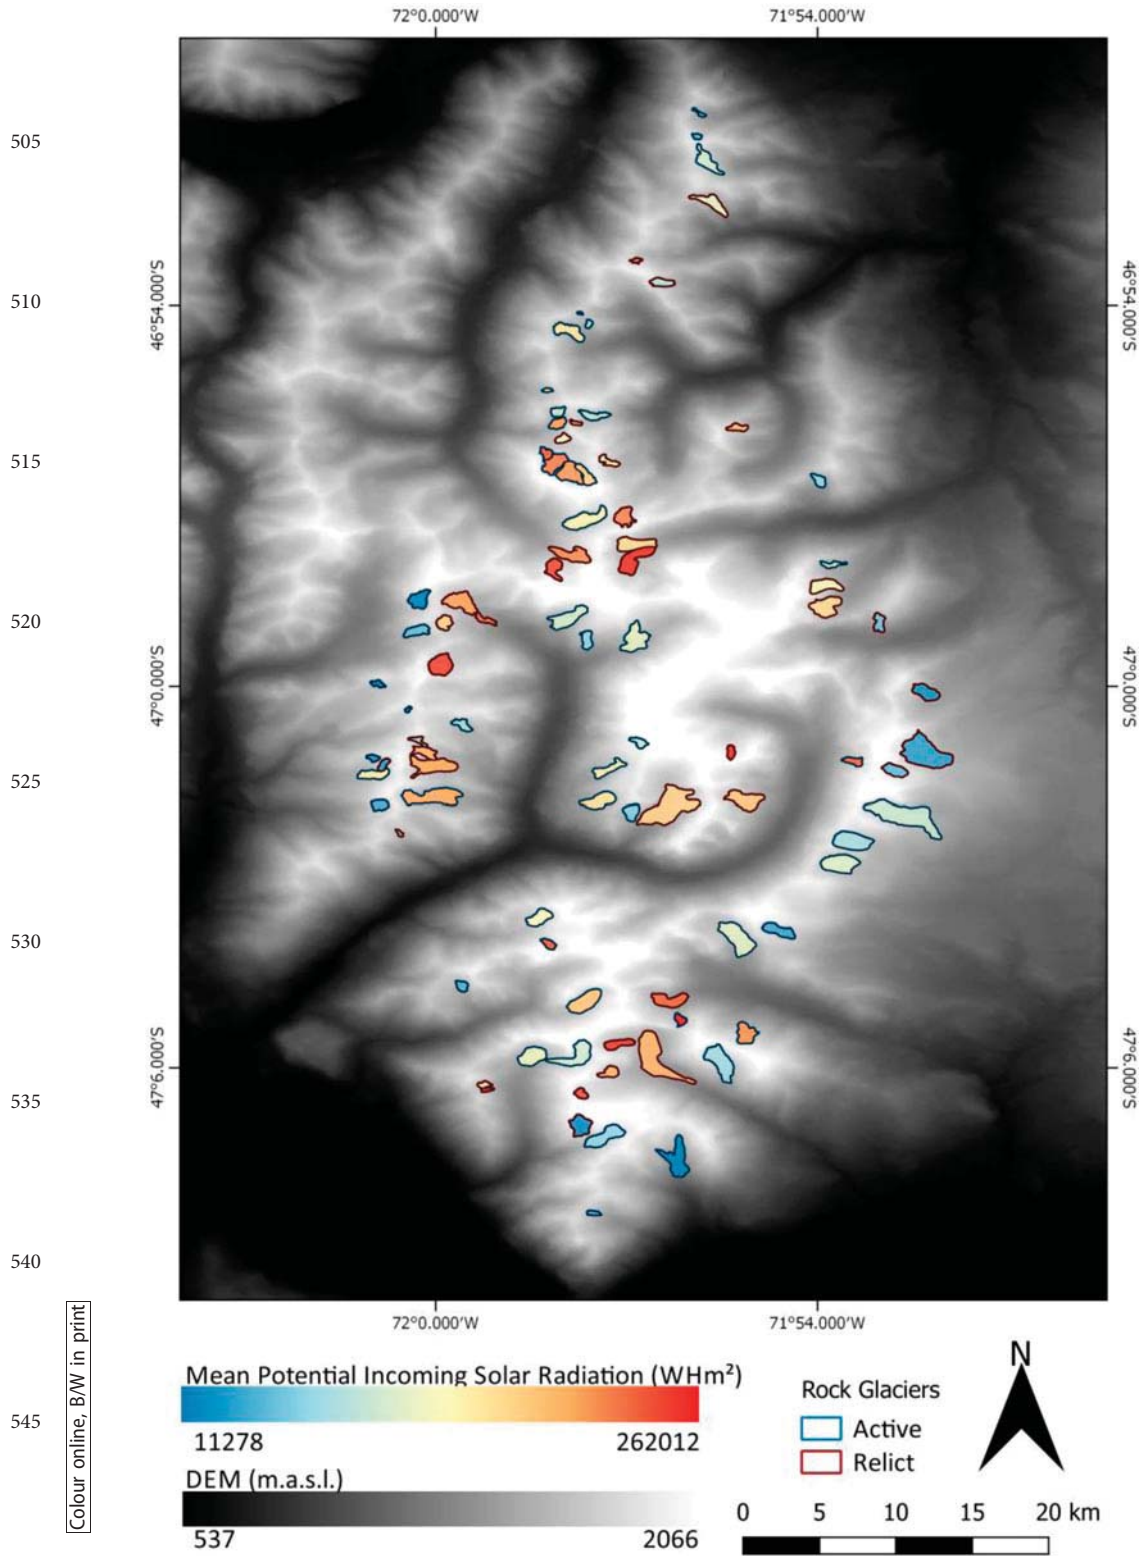 72°0.000'W 71°54.000'W
505
510
46°54.000'S 46°54.000'S
515
520
47°0.000'S 47°0.000'S
525
530
47°6.000'S 47°6.000'S
535
540
72°0.000'W 71°54.000'W
Colour online, B/W in print
N
Mean Potential Incoming Solar Radiation (WHm²)
Rock Glaciers
545
Active
11278 262012
Relict
DEM (m.a.s.l.)
0 5 10 15 20 km
537 2066